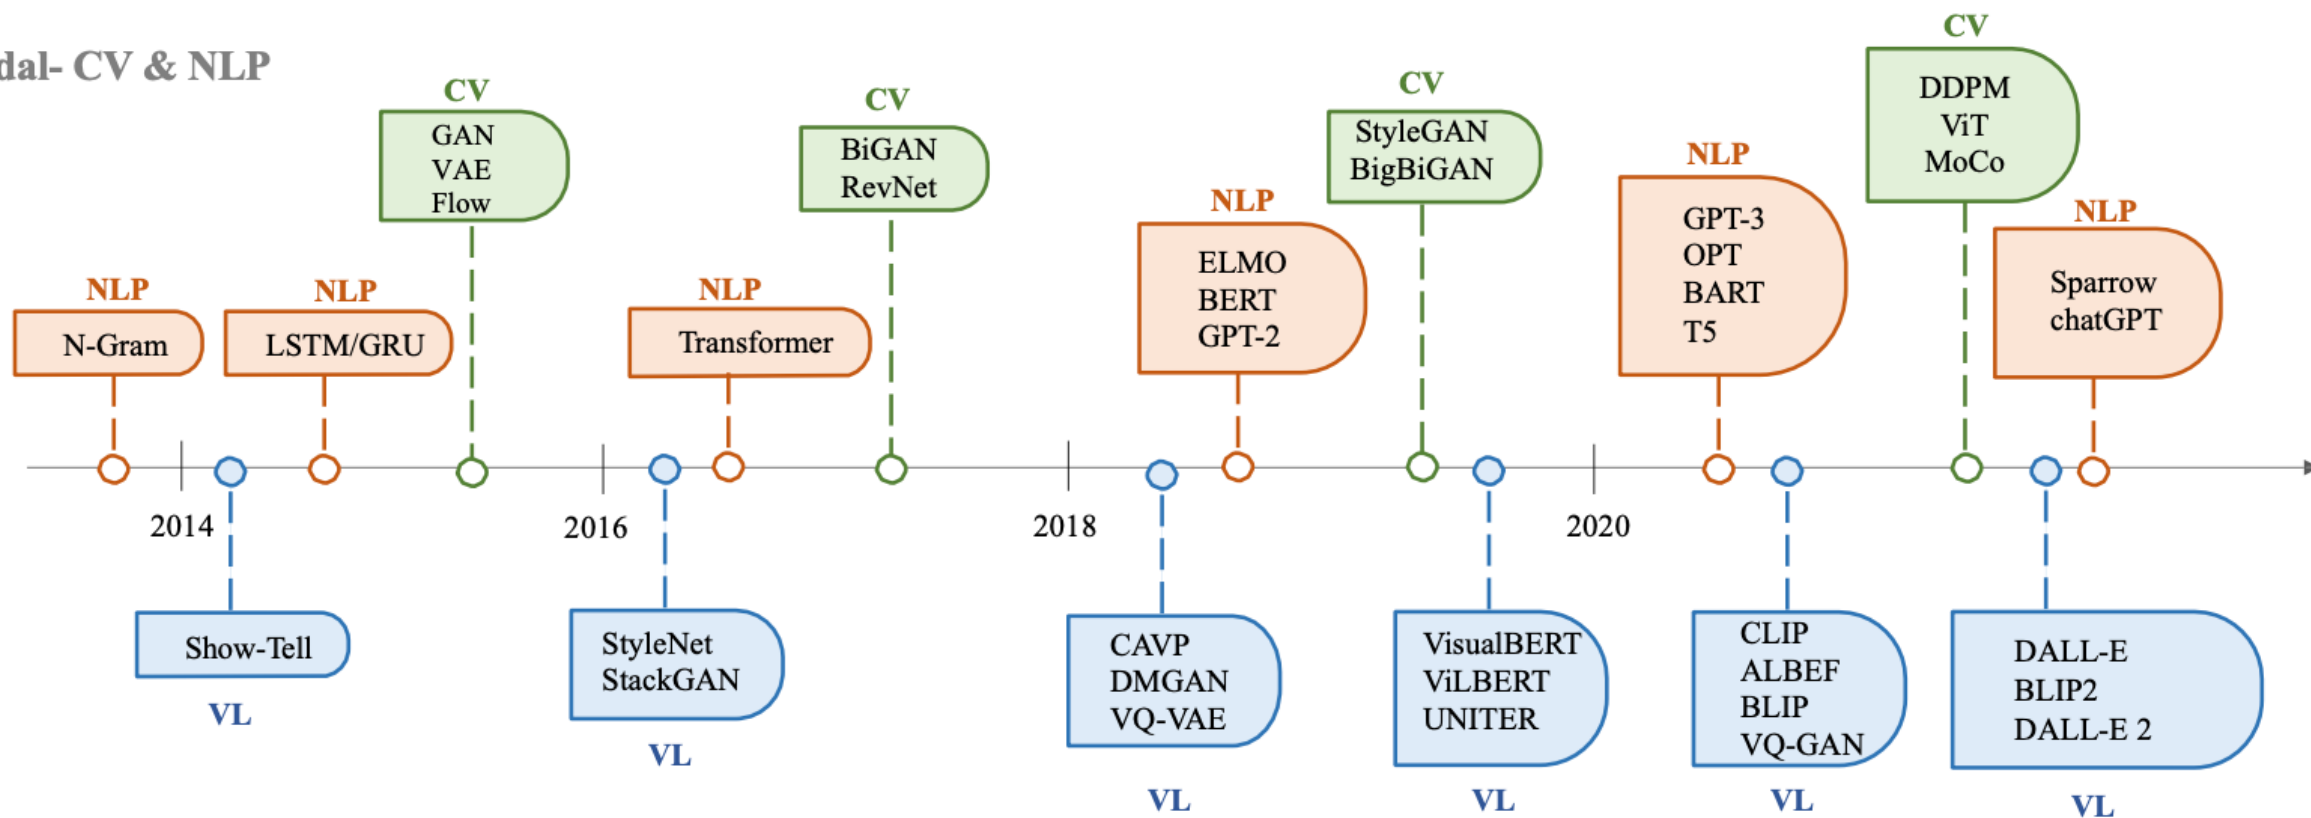 dal- CV & NLP
NLP
N-Gram
NLP
LSTM/GRU
CV
GAN
VAE
Flow
NLP
Transformer
CV
BiGAN
RevNet
NLP
ELMO
BERT
GPT-2
CV
StyleGAN
BigBiGAN
NLP
GPT-3
OPT
BART
T5
CV
DDPM
ViT
MoCo
NLP
Sparrow
chatGPT
2014
2016
2018
2020
Show-Tell
VL
StyleNet
StackGAN
VL
CAVP
DMGAN
VQ-VAE
VL
VisualBERT
ViLBERT
UNITER
VL
CLIP
ALBEF
BLIP
VQ-GAN
VL
DALL-E
BLIP2
DALL-E 2
VL